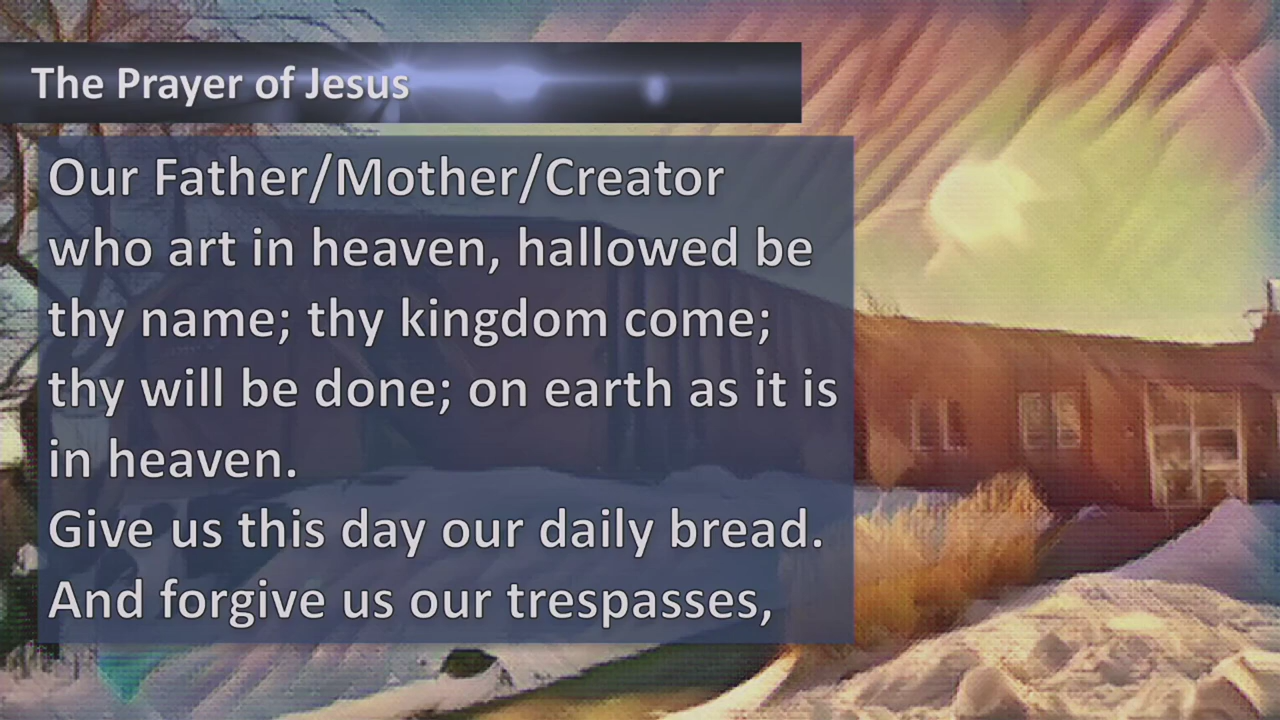 The Prayer of Jesus
Our Father/Mother/Creator
who art in heaven, hallowed be
thy name; thy kingdom come;
thy will be done; on earth as it is
in heaven.
Give us this day our daily bread.
And forgive us our trespasses,